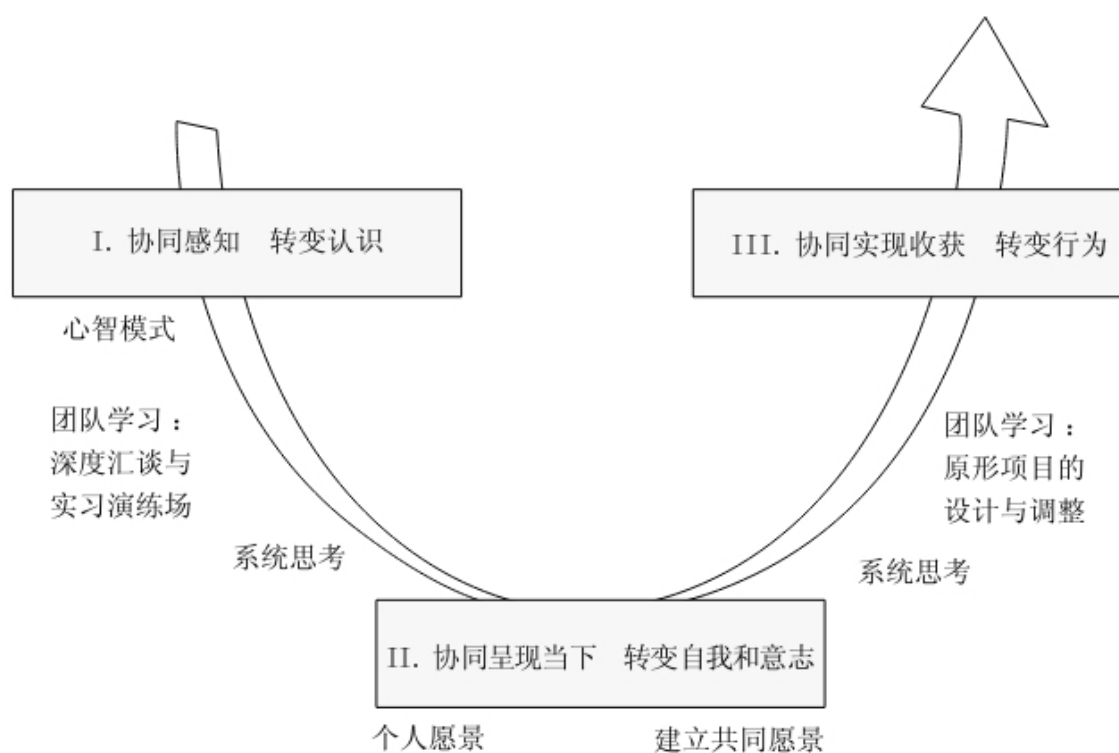 I. 协同感知　转变认识
心智模式
团队学习：
深度汇谈与
实习演练场
系统思考
II. 协同呈现当下　转变自我和意志
个人愿景　建立共同愿景
III. 协同实现收获　转变行为
团队学习：
原形项目的
设计与调整
系统思考